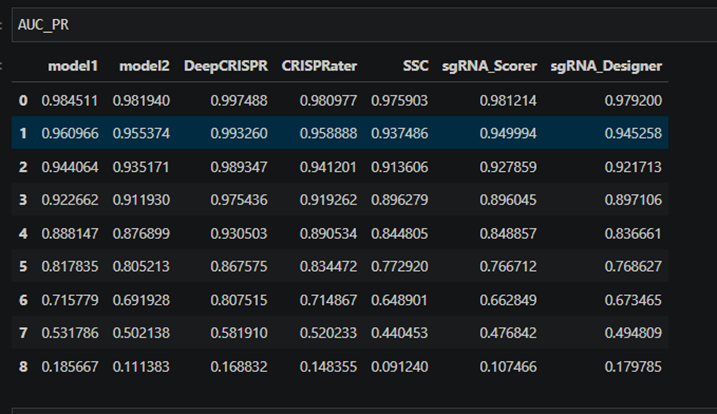 AUC_PR
model1 model2 DeepCRISPR CRISPRater SSC sgRNA_Scorer sgRNA_Designer
0 0.984511 0.981940 0.997488 0.980977 0.975903 0.981214 0.979200
1 0.960966 0.955374 0.993260 0.958888 0.937486 0.949994 0.945258
2 0.944064 0.935171 0.989347 0.941201 0.913606 0.927859 0.921713
3 0.922662 0.911930 0.975436 0.919262 0.896279 0.896045 0.897106
4 0.888147 0.876899 0.930503 0.890534 0.844805 0.848857 0.836661
5 0.817835 0.805213 0.867575 0.834472 0.772920 0.766712 0.768627
6 0.715779 0.691928 0.807515 0.714867 0.648901 0.662849 0.673465
7 0.531786 0.502138 0.581910 0.520233 0.440453 0.476842 0.494809
8 0.185667 0.111383 0.168832 0.148355 0.091240 0.107466 0.179785